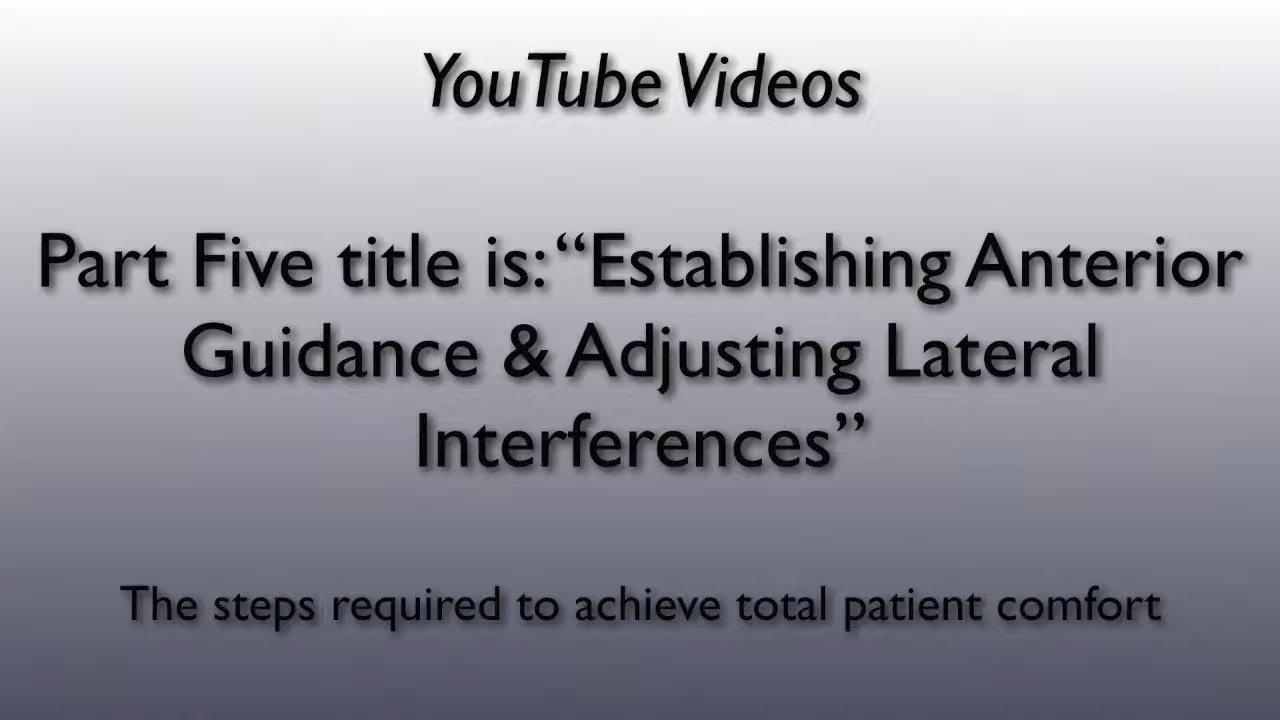 YouTube Videos
Part Five title is: “Establishing Anterior
Guidance & Adjusting Lateral
Interferences”
The steps required to achieve total patient comfort